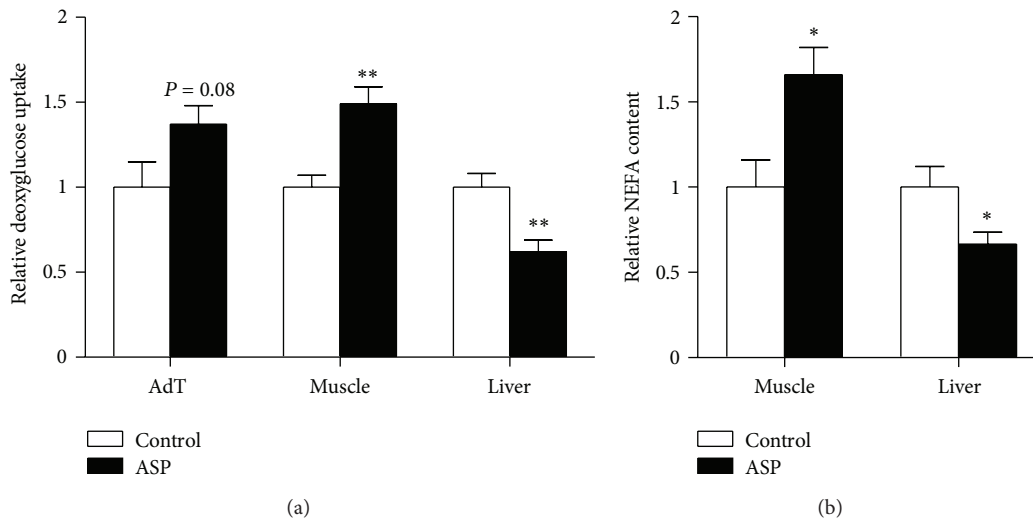 Relative deoxyglucose uptake
2
1.5
1
0.5
0
P = 0.08
**
**
AdT
Muscle
Liver
Control
ASP
(a)
Relative NEFA content
2
1.5
1
0.5
0
*
*
Muscle
Liver
Control
ASP
(b)